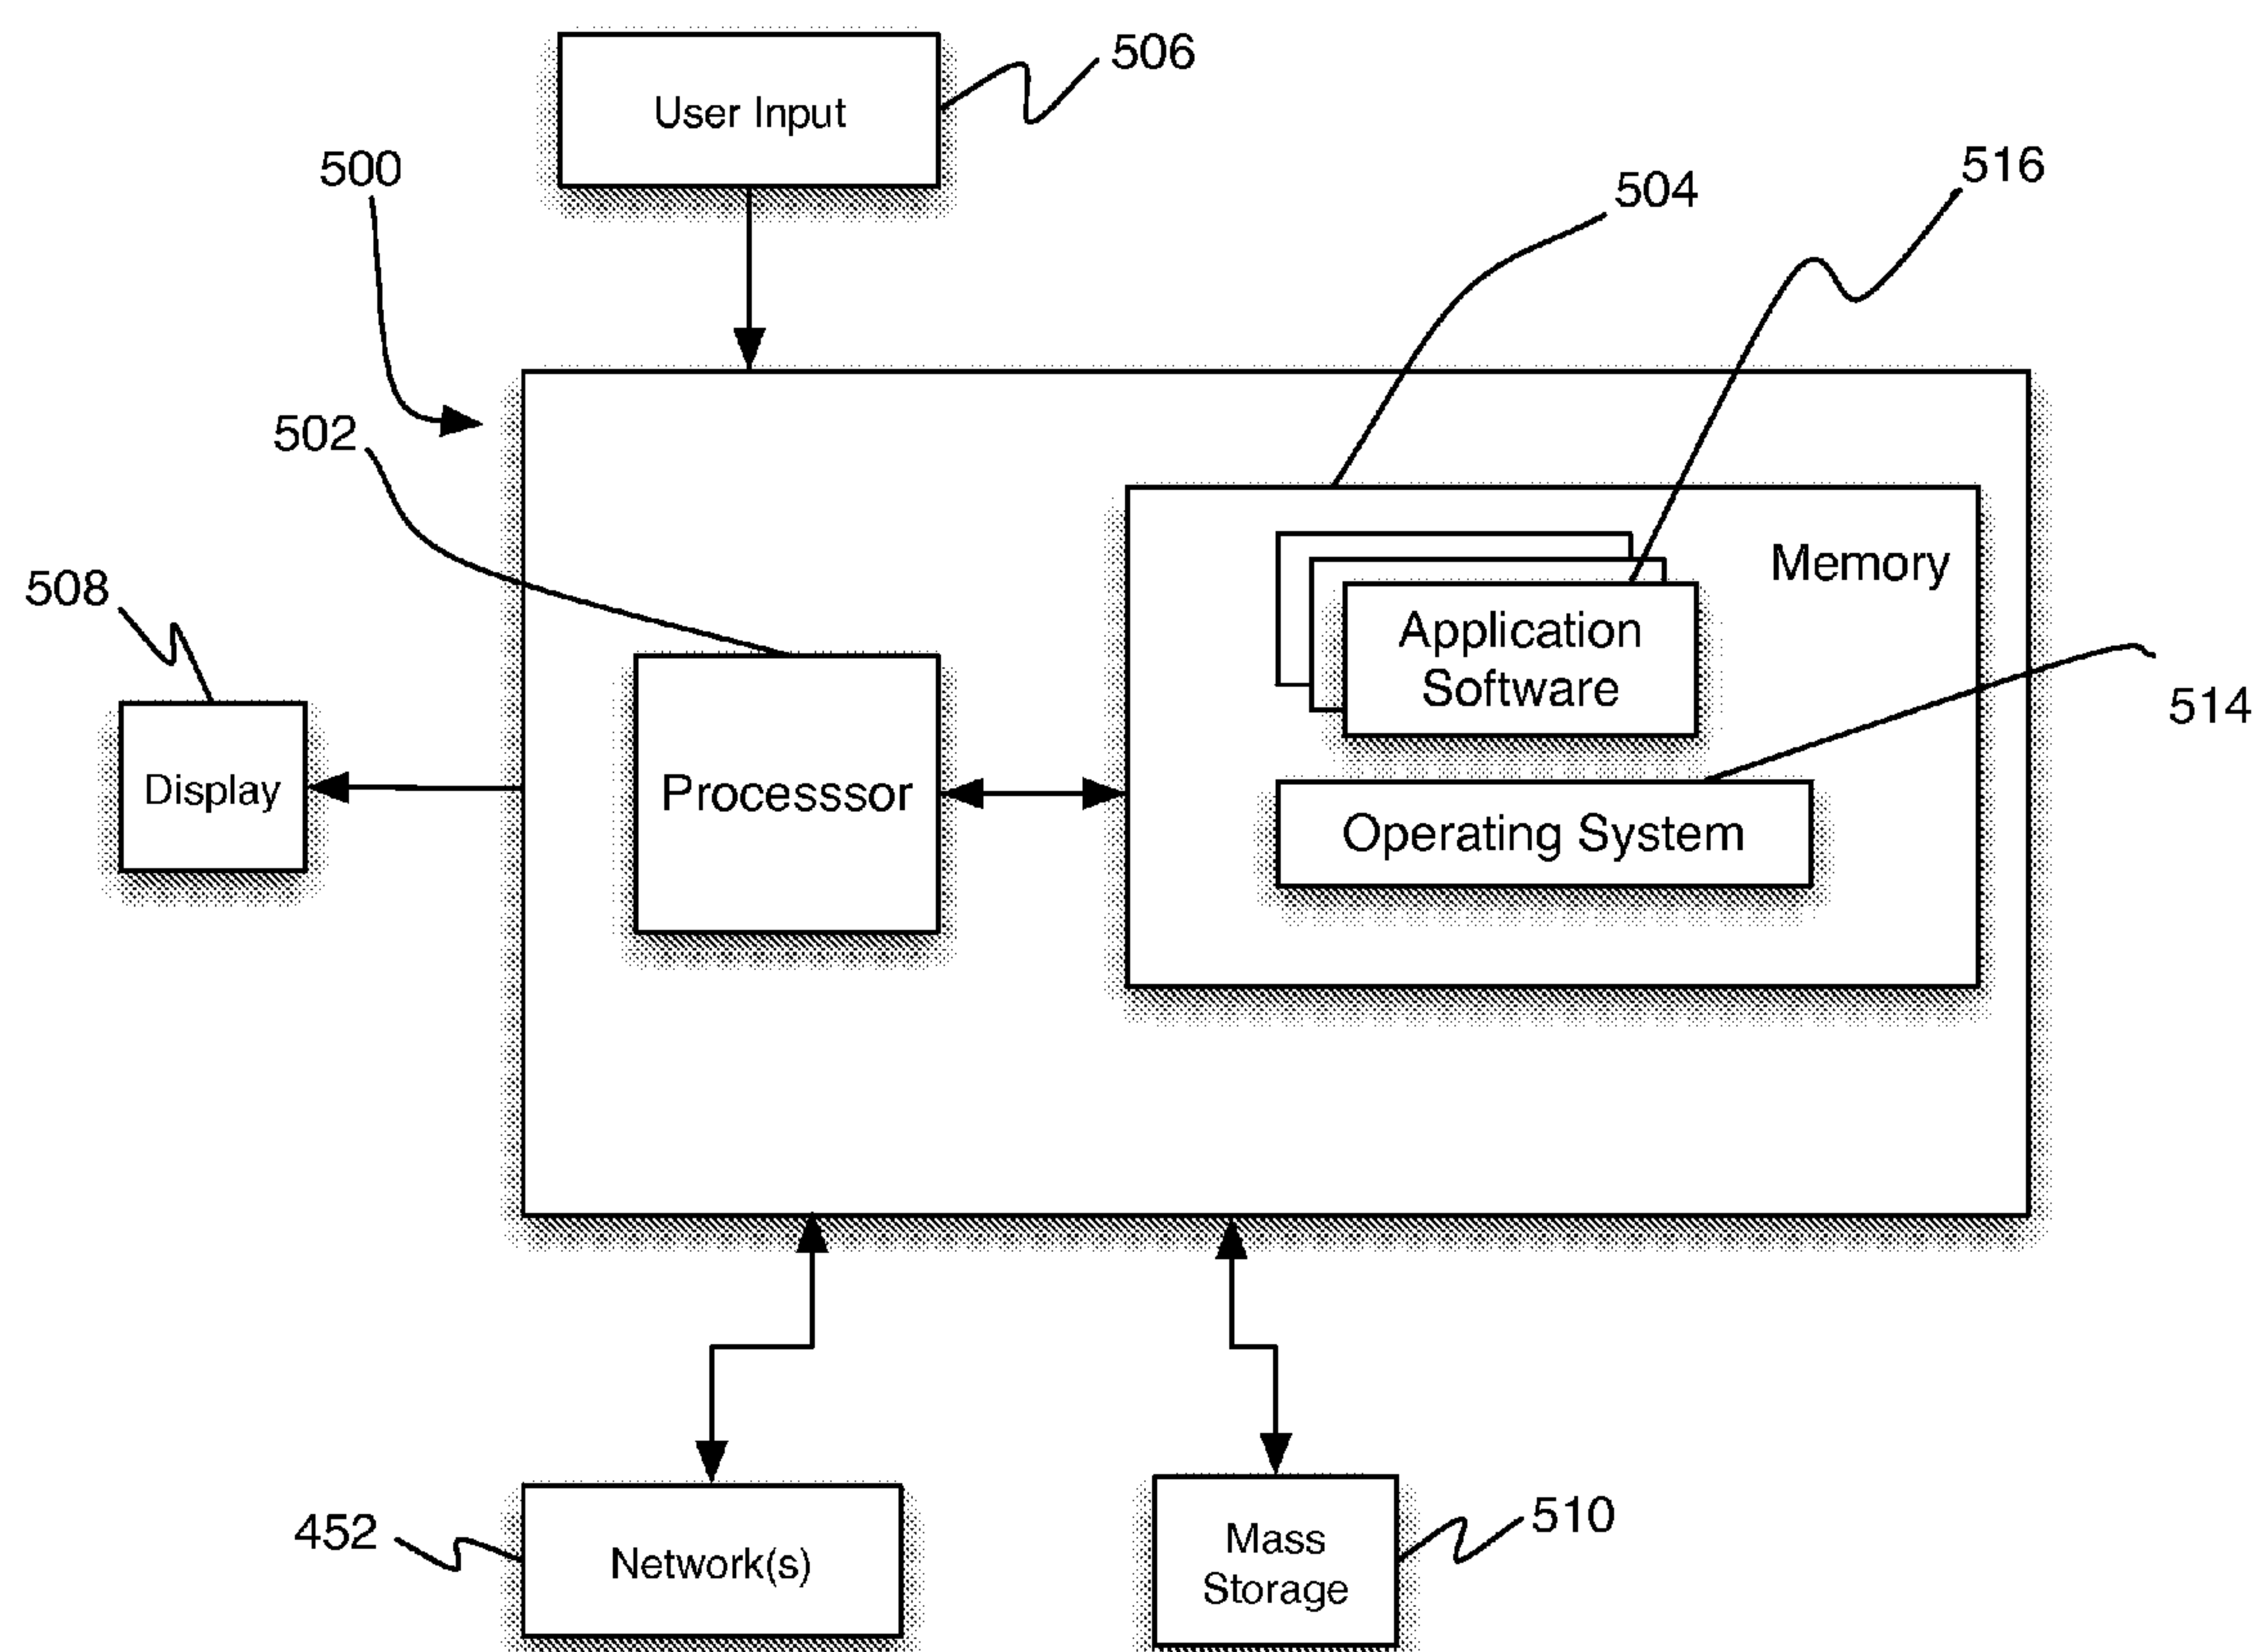 506
User Input
500
504
516
502
Memory
508
Application
Software
514
Display
Processsor
Operating System
452
Network(s)
Mass
Storage
510